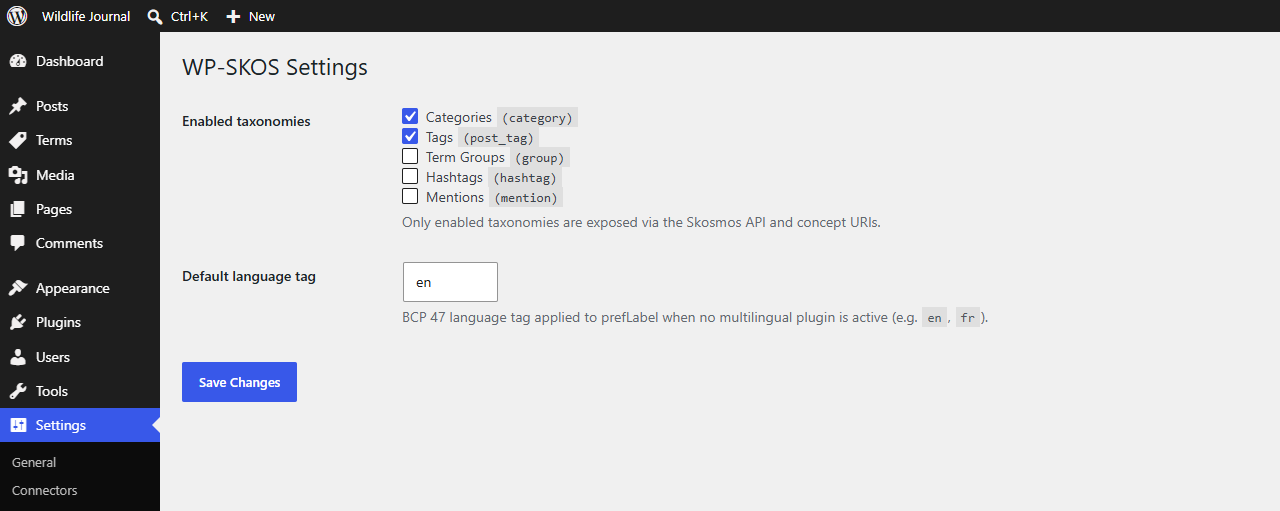 Wildlife Journal Ctrl+K New
Dashboard
Posts
Terms
Media
Pages
Comments
Appearance
Plugins
Users
Tools
Settings
General
Connectors
WP-SKOS Settings
Enabled taxonomies
Categories (category)
Tags (post_tag)
Term Groups (group)
Hashtags (hashtag)
Mentions (mention)
Only enabled taxonomies are exposed via the Skosmos API and concept URIs.
Default language tag
en
BCP 47 language tag applied to prefLabel when no multilingual plugin is active (e.g. en, fr).
Save Changes